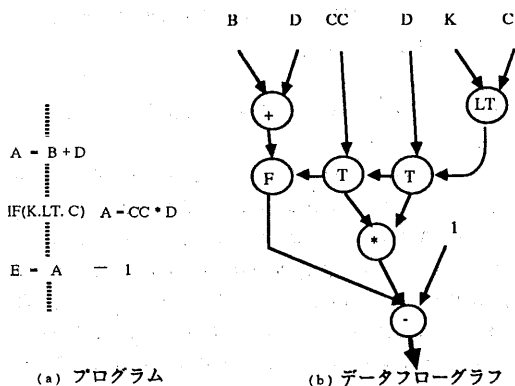 B D CC D K C
+
LT.
A = B + D
F T T
IF(K.LT. C) A = CC * D
*
1
E = A — 1
-
(a) プログラム
(b) データフローグラフ